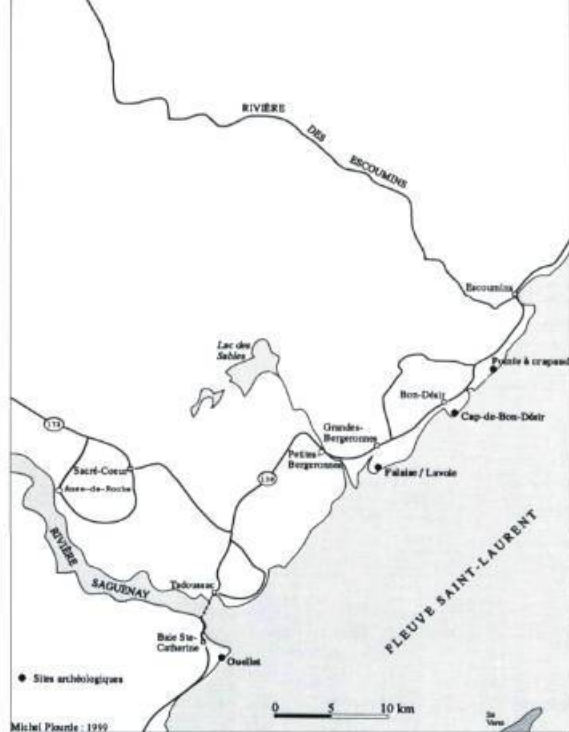 RIVIÈRE
DES
ESCOUMINS
Escoumins
Lac des
Sables
Pointe à crapaud
Bon-Désir
Cap-de-Bon-Désir
Grandes-
Bergeronnes
Petites
Bergeronnes
Falaise / Lavoie
138
Sacré-Coeur
Anse-de-Roche
RIVIÈRE
SAGUENAY
Tadoussac
FLEUVE SAINT-LAURENT
Baie Ste-
Catherine
Ouellet
Sites archéologiques
0 5 10 km
Michel Plourde : 1999